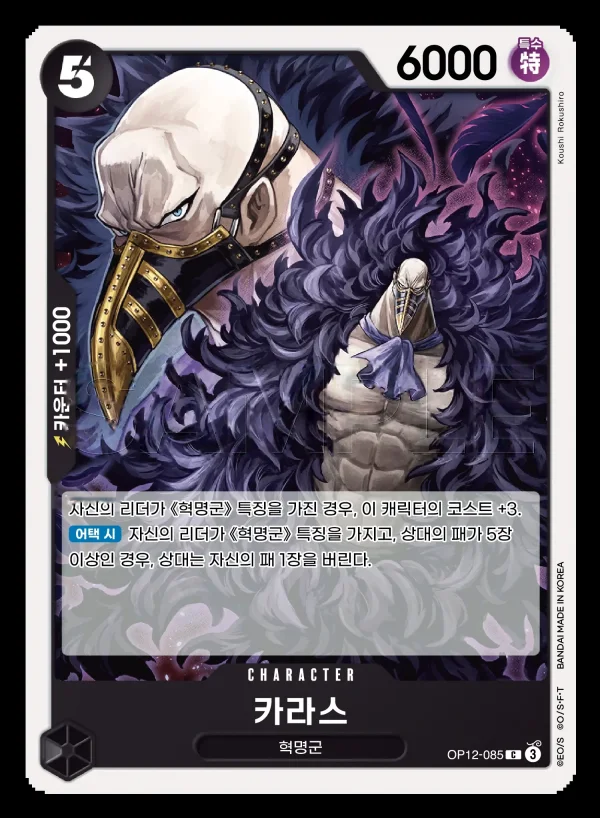 5
6000
특수
特
Koushi Rokushiro
카운터 +1000
SAMPLE
자신의 리더가 《혁명군》 특징을 가진 경우, 이 캐릭터의 코스트 +3.
어택 시 자신의 리더가 《혁명군》 특징을 가지고, 상대의 패가 5장
이상인 경우, 상대는 자신의 패 1장을 버린다.
CHARACTER
카라스
혁명군
OP12-085 C 3
©EO/S ©O/S·F·T BANDAI MADE IN KOREA